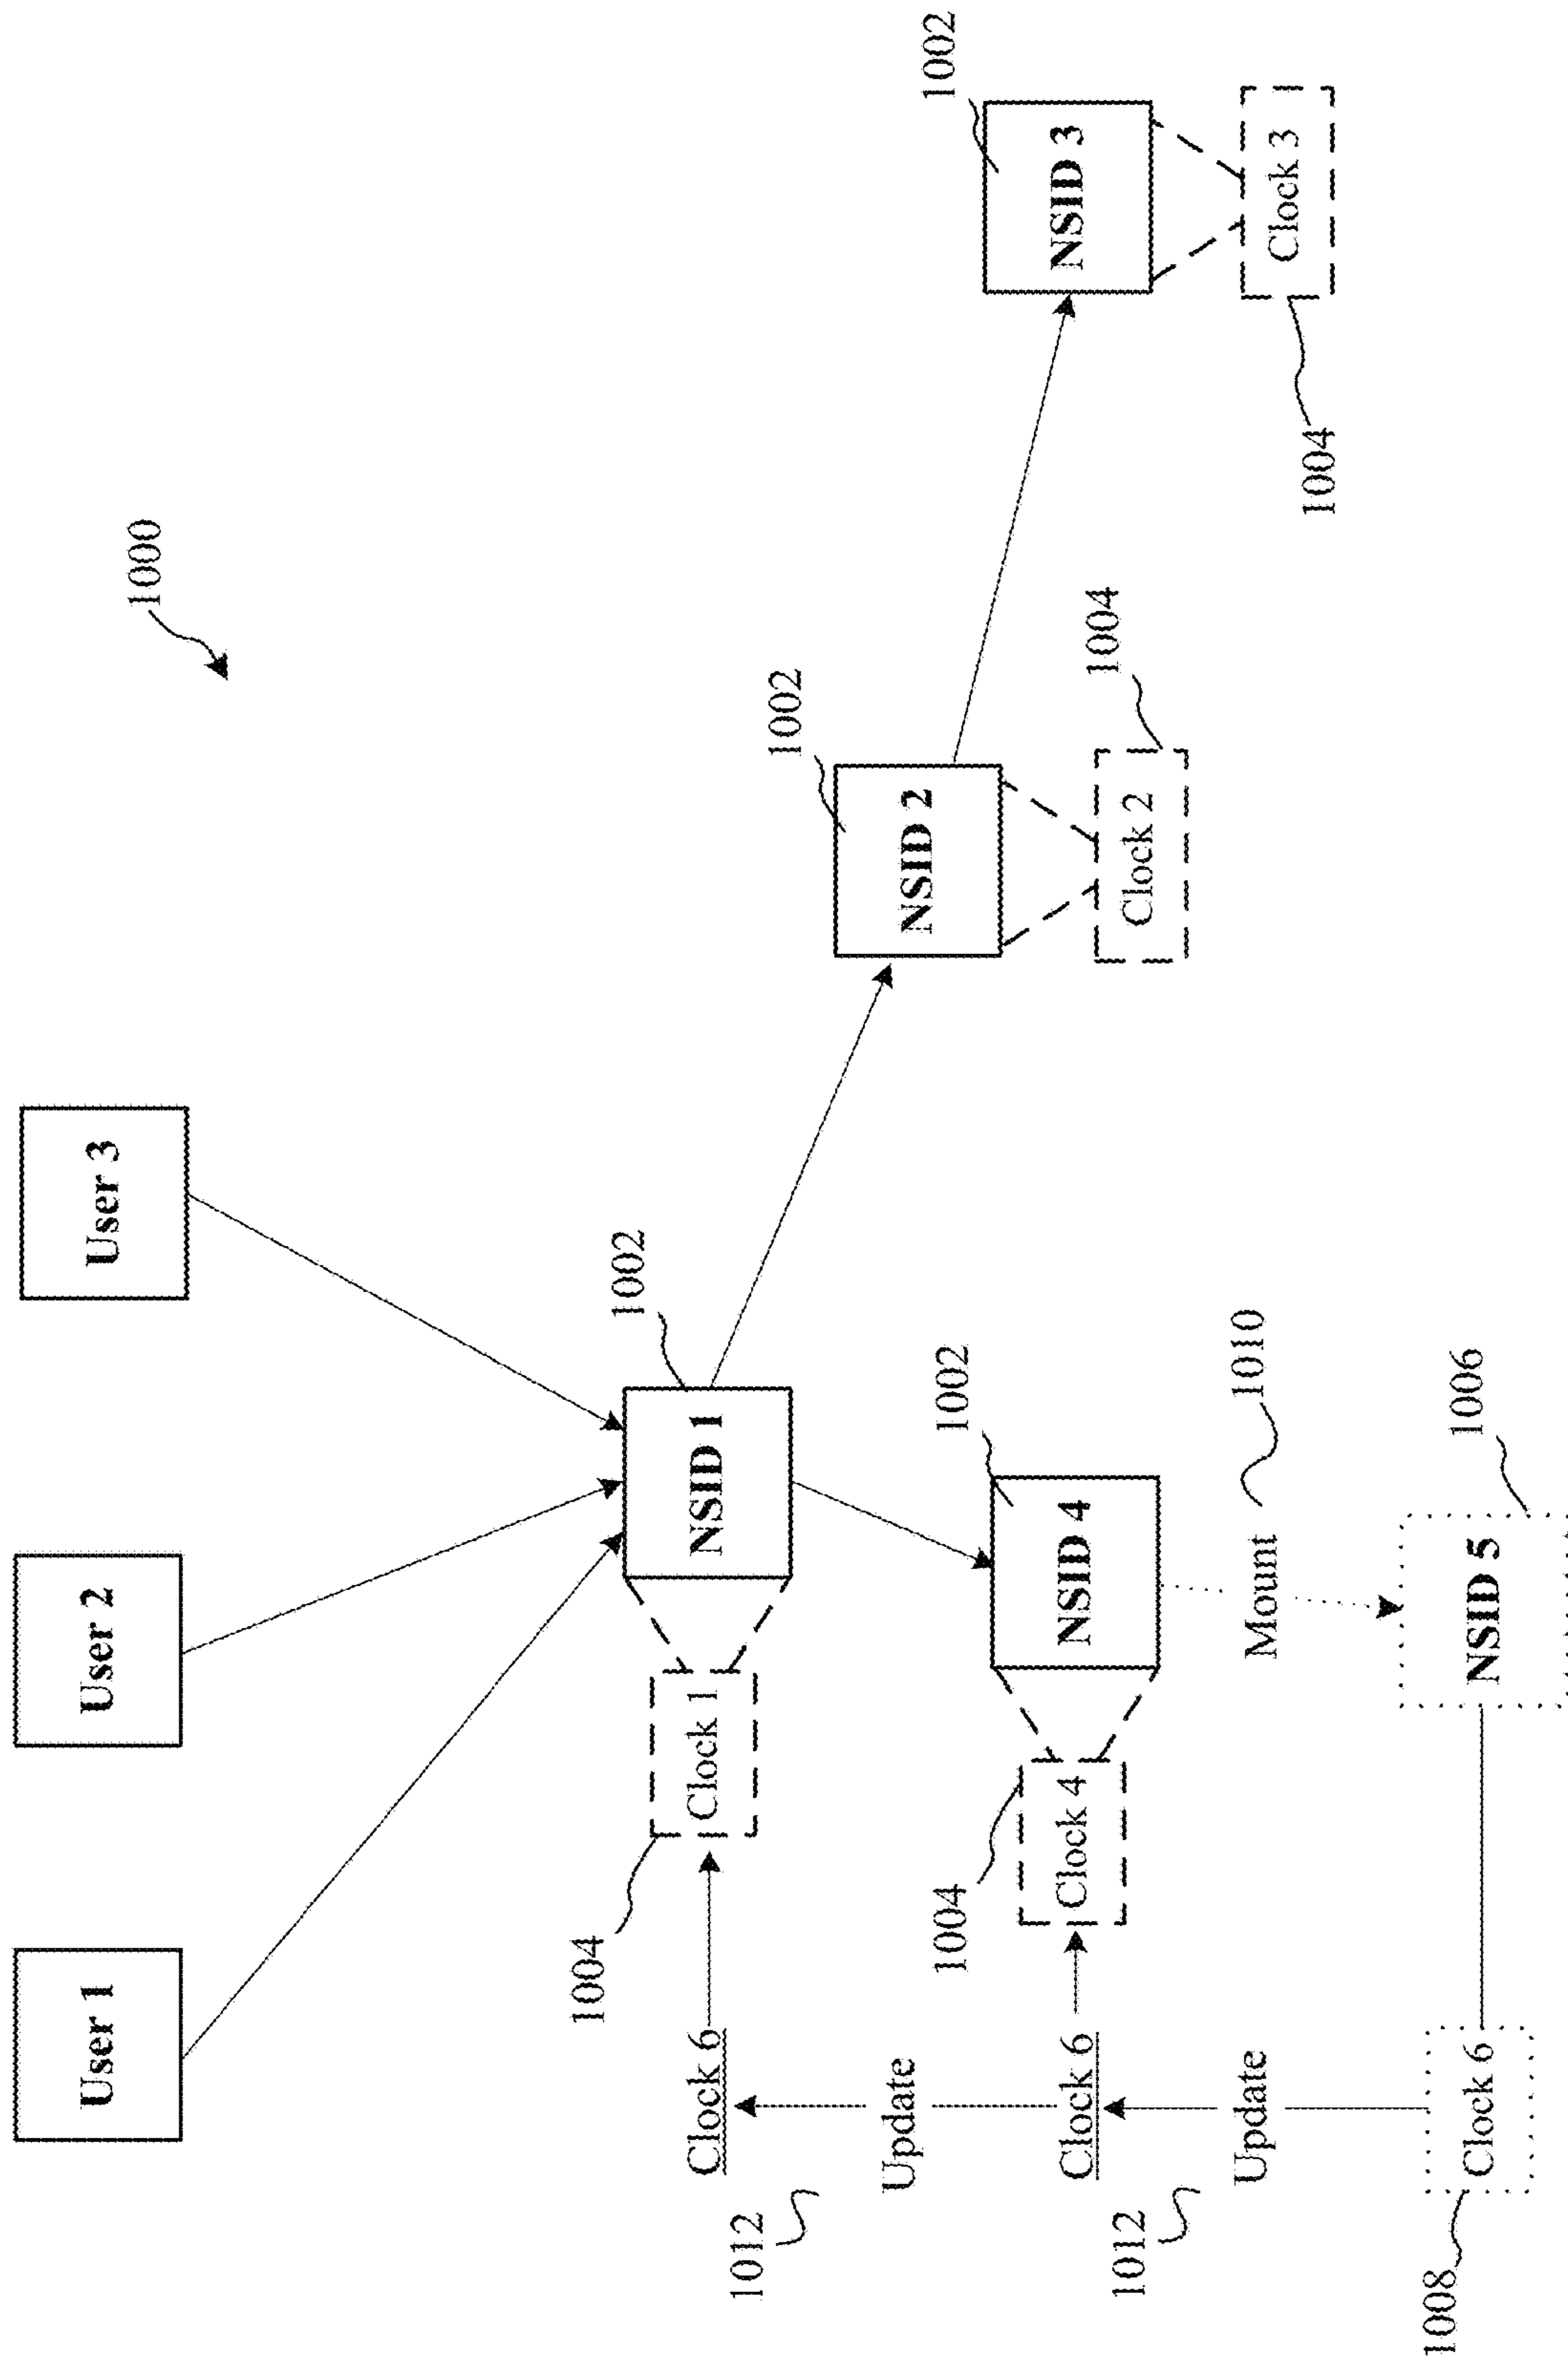 User 1
User 2
User 3
1000
1004
1002
Clock 6
Clock 1
NSID 1
1012
1002
Update
NSID 2
1002
1004
1002
Clock 6
Clock 4
NSID 4
NSID 3
1004
1012
Clock 2
Update
Mount
1010
Clock 3
1004
1008
1006
Clock 6
NSID 5